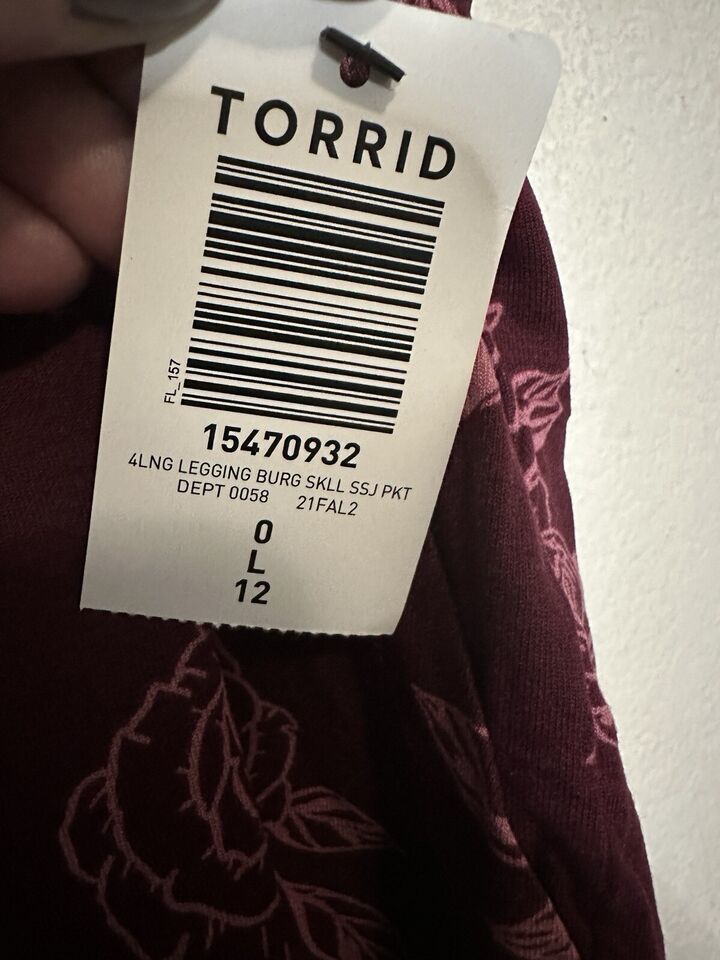 TORRID
FL_157
15470932
4LNG LEGGING BURG SKLL SSJ PKT
DEPT 0058 21FAL2
0
L
12